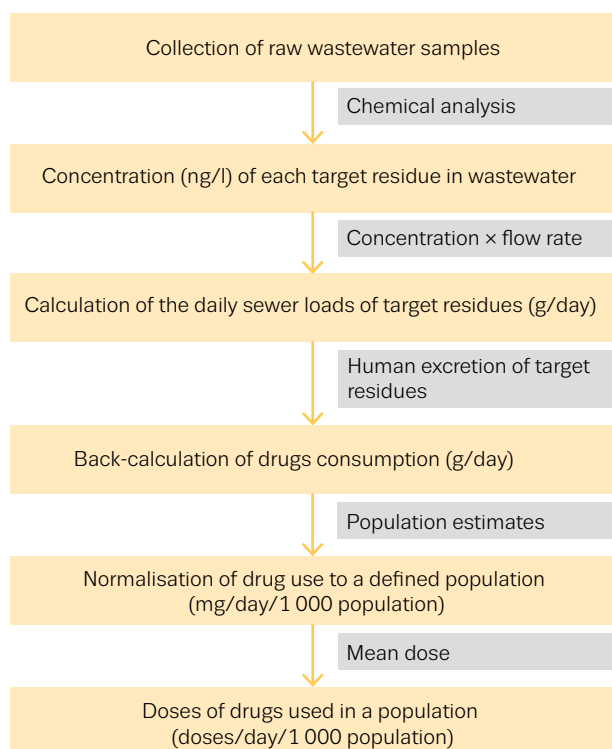 Collection of raw wastewater samples
Chemical analysis
Concentration (ng/l) of each target residue in wastewater
Concentration × flow rate
Calculation of the daily sewer loads of target residues (g/day)
Human excretion of target
residues
Back-calculation of drugs consumption (g/day)
Population estimates
Normalisation of drug use to a defined population
(mg/day/1 000 population)
Mean dose
Doses of drugs used in a population
(doses/day/1 000 population)